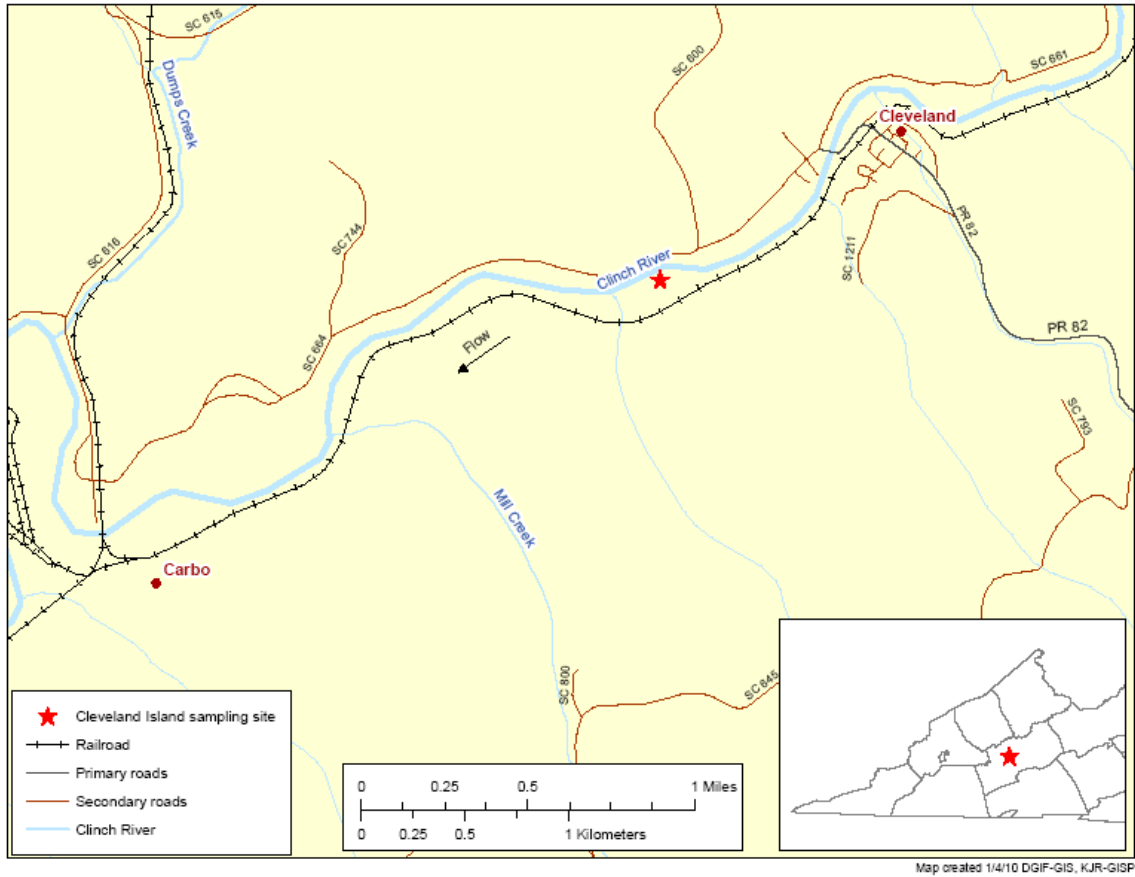 SC 615
Dumps Creek
SC 600
SC 661
Cleveland
SC 616
SC 744
Clinch River
SC 1211
PR 82
PR 82
SC 664
Flow
SC 793
Mill Creek
Carbo
SC 800
SC 645
Cleveland Island sampling site
Railroad
Primary roads
Secondary roads
Clinch River
0 0.25 0.5 1 Miles
0 0.25 0.5 1 Kilometers
Map created 1/4/10 DGIF-GIS, KJR-GISP